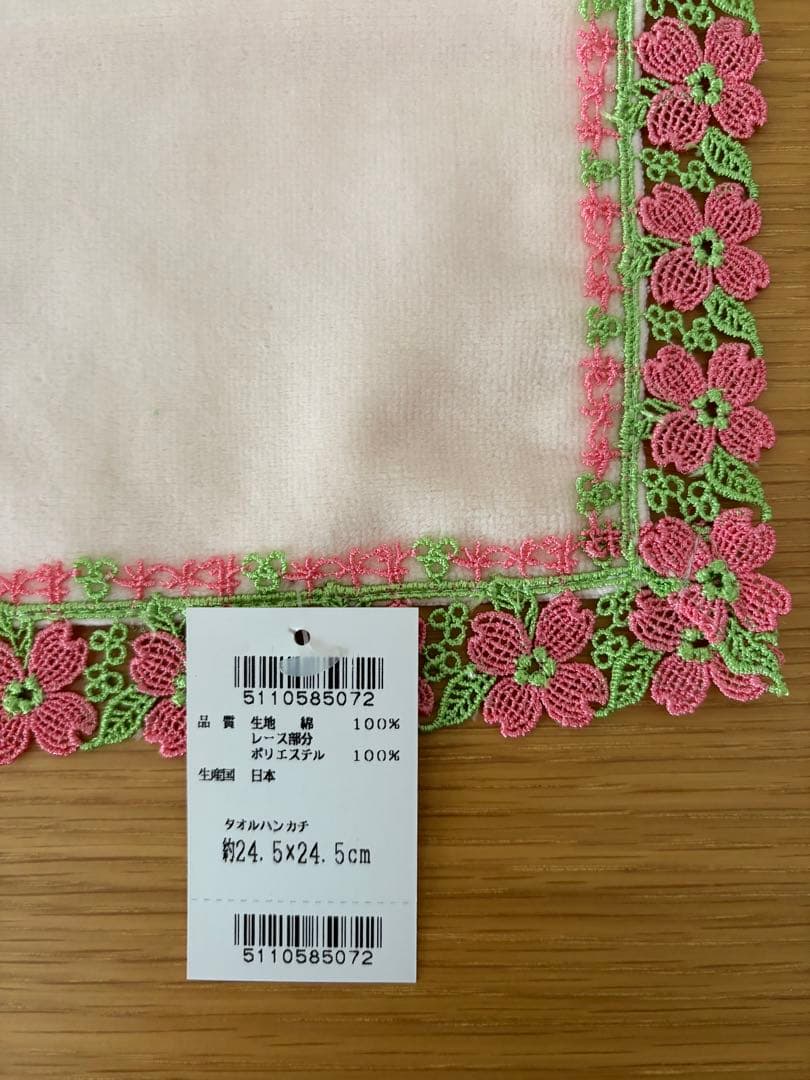 5110585072
品質 生地 綿 100%
レース部分
ポリエステル 100%
生産国 日本
タオルハンカチ
約24.5×24.5cm
5110585072